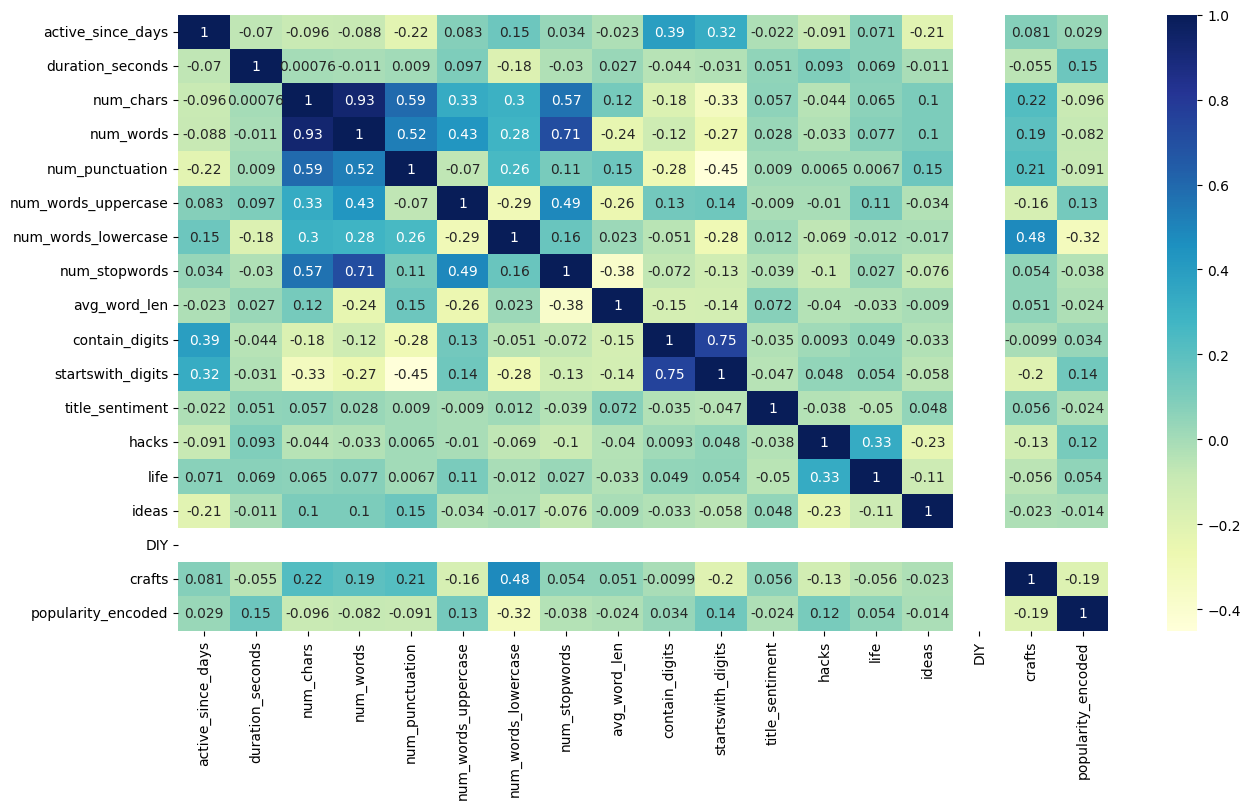 active_since_days 1 -0.07 -0.096 -0.088 -0.22 0.083 0.15 0.034 -0.023 0.39 0.32 -0.022 -0.091 0.071 -0.21 0.081 0.029
duration_seconds -0.07 1 0.00076 -0.011 0.009 0.097 -0.18 -0.03 0.027 -0.044 -0.031 0.051 0.093 0.069 -0.011 -0.055 0.15
num_chars -0.096 0.00076 1 0.93 0.59 0.33 0.3 0.57 0.12 -0.18 -0.33 0.057 -0.044 0.065 0.1 0.22 -0.096
num_words -0.088 -0.011 0.93 1 0.52 0.43 0.28 0.71 -0.24 -0.12 -0.27 0.028 -0.033 0.077 0.1 0.19 -0.082
num_punctuation -0.22 0.009 0.59 0.52 1 -0.07 0.26 0.11 0.15 -0.28 -0.45 0.009 0.0065 0.0067 0.15 0.21 -0.091
num_words_uppercase 0.083 0.097 0.33 0.43 -0.07 1 -0.29 0.49 -0.26 0.13 0.14 -0.009 -0.01 0.11 -0.034 -0.16 0.13
num_words_lowercase 0.15 -0.18 0.3 0.28 0.26 -0.29 1 0.16 0.023 -0.051 -0.28 0.012 -0.069 -0.012 -0.017 0.48 -0.32
num_stopwords 0.034 -0.03 0.57 0.71 0.11 0.49 0.16 1 -0.38 -0.072 -0.13 -0.039 -0.1 0.027 -0.076 0.054 -0.038
avg_word_len -0.023 0.027 0.12 -0.24 0.15 -0.26 0.023 -0.38 1 -0.15 -0.14 0.072 -0.04 -0.033 -0.009 0.051 -0.024
contain_digits 0.39 -0.044 -0.18 -0.12 -0.28 0.13 -0.051 -0.072 -0.15 1 0.75 -0.035 0.0093 0.049 -0.033 -0.0099 0.034
startswith_digits 0.32 -0.031 -0.33 -0.27 -0.45 0.14 -0.28 -0.13 -0.14 0.75 1 -0.047 0.048 0.054 -0.058 -0.2 0.14
title_sentiment -0.022 0.051 0.057 0.028 0.009 -0.009 0.012 -0.039 0.072 -0.035 -0.047 1 -0.038 -0.05 0.048 0.056 -0.024
hacks -0.091 0.093 -0.044 -0.033 0.0065 -0.01 -0.069 -0.1 -0.04 0.0093 0.048 -0.038 1 0.33 -0.23 -0.13 0.12
life 0.071 0.069 0.065 0.077 0.0067 0.11 -0.012 0.027 -0.033 0.049 0.054 -0.05 0.33 1 -0.11 -0.056 0.054
ideas -0.21 -0.011 0.1 0.1 0.15 -0.034 -0.017 -0.076 -0.009 -0.033 -0.058 0.048 -0.23 -0.11 1 -0.023 -0.014
DIY
crafts 0.081 -0.055 0.22 0.19 0.21 -0.16 0.48 0.054 0.051 -0.0099 -0.2 0.056 -0.13 -0.056 -0.023 1 -0.19
popularity_encoded 0.029 0.15 -0.096 -0.082 -0.091 0.13 -0.32 -0.038 -0.024 0.034 0.14 -0.024 0.12 0.054 -0.014 -0.19 1
active_since_days
duration_seconds
num_chars
num_words
num_punctuation
num_words_uppercase
num_words_lowercase
num_stopwords
avg_word_len
contain_digits
startswith_digits
title_sentiment
hacks
life
ideas
DIY
crafts
popularity_encoded
1.0
0.8
0.6
0.4
0.2
0.0
−0.2
−0.4